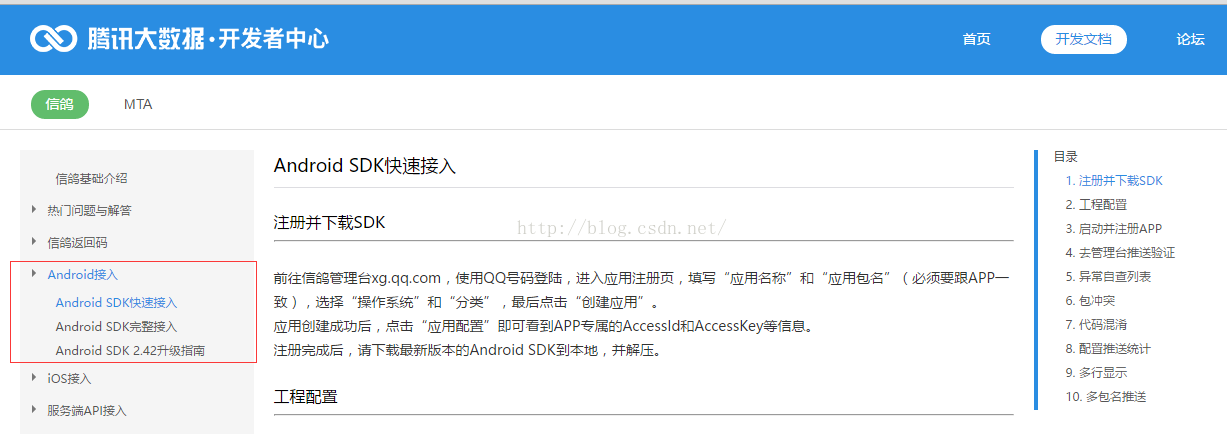 腾讯大数据·开发者中心
首页
开发文档
论坛
信鸽
MTA
信鸽基础介绍
热门问题与解答
信鸽返回码
Android接入
Android SDK快速接入
Android SDK完整接入
Android SDK 2.42升级指南
iOS接入
服务端API接入
Android SDK快速接入
注册并下载SDK
http://blog.csdn.net/
前往信鸽管理台xg.qq.com，使用QQ号码登陆，进入应用注册页，填写“应用名称”和“应用包名”（必须要跟APP一
致），选择“操作系统”和“分类”，最后点击“创建应用”。
应用创建成功后，点击“应用配置”即可看到APP专属的AccessId和AccessKey等信息。
注册完成后，请下载最新版本的Android SDK到本地，并解压。
工程配置
目录
1. 注册并下载SDK
2. 工程配置
3. 启动并注册APP
4. 去管理台推送验证
5. 异常自查列表
6. 包冲突
7. 代码混淆
8. 配置推送统计
9. 多行显示
10. 多包名推送